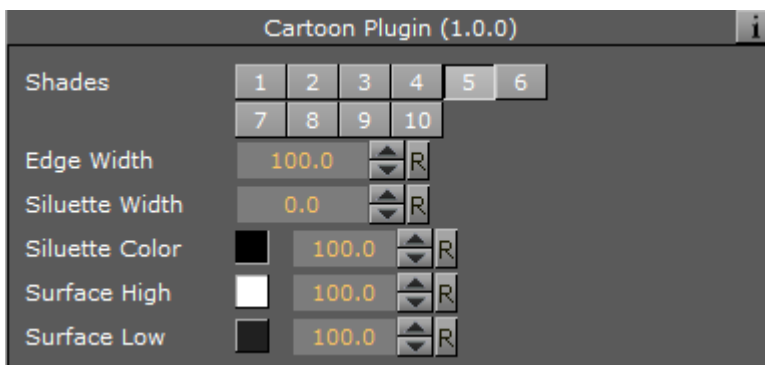 Cartoon Plugin (1.0.0) i
Shades 1 2 3 4 5 6
7 8 9 10
Edge Width 100.0 R
Siluette Width 0.0 R
Siluette Color 100.0 R
Surface High 100.0 R
Surface Low 100.0 R